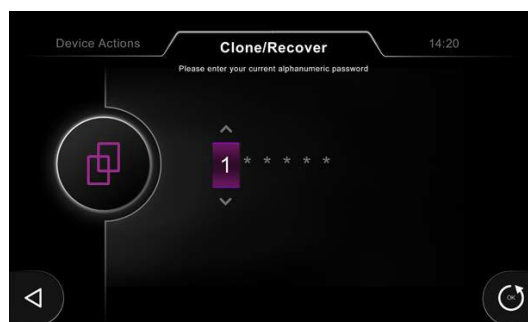 Device Actions
Clone/Recover
14:20
Please enter your current alphanumeric password
1 * * * * *
OK